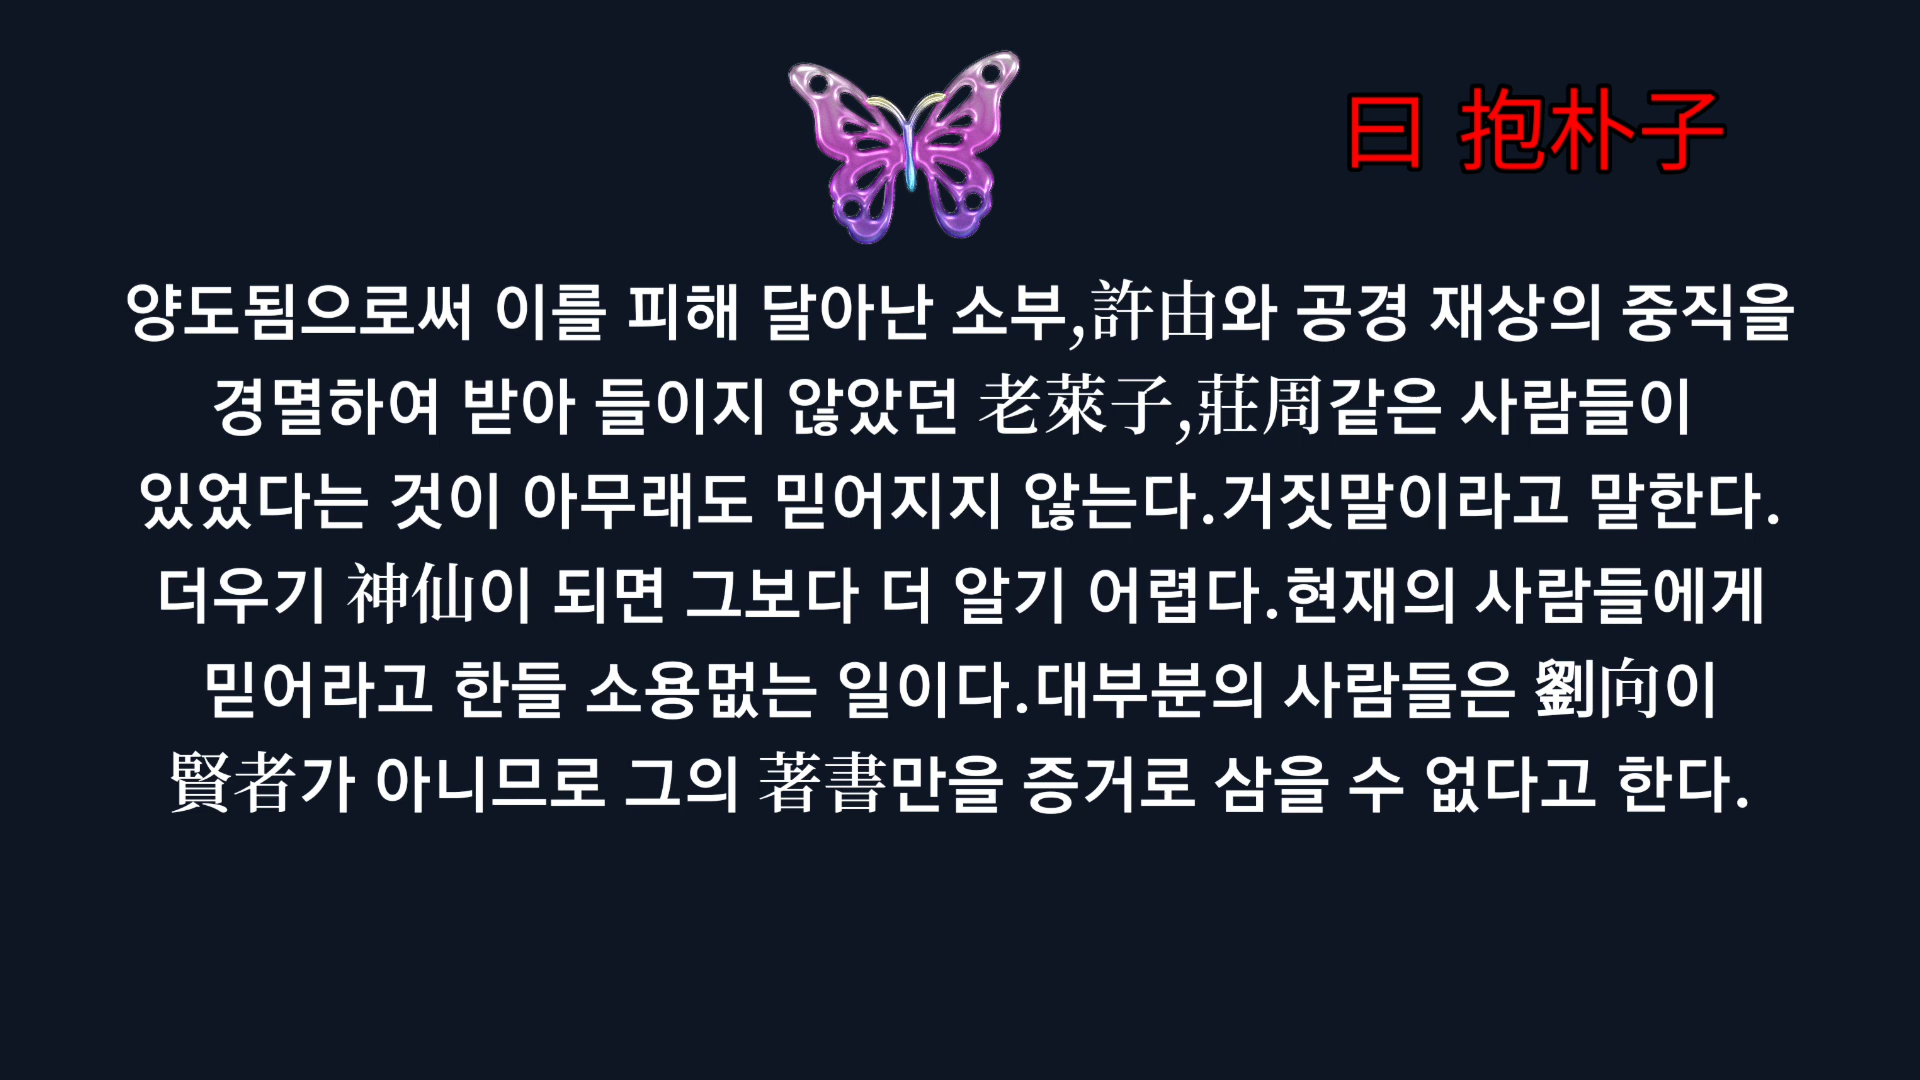 曰 抱朴子
양도됨으로써 이를 피해 달아난 소부,許由와 공경 재상의 중직을
경멸하여 받아 들이지 않았던 老萊子,莊周같은 사람들이
있었다는 것이 아무래도 믿어지지 않는다.거짓말이라고 말한다.
더우기 神仙이 되면 그보다 더 알기 어렵다.현재의 사람들에게
믿어라고 한들 소용멊는 일이다.대부분의 사람들은 劉向이
賢者가 아니므로 그의 著書만을 증거로 삼을 수 없다고 한다.